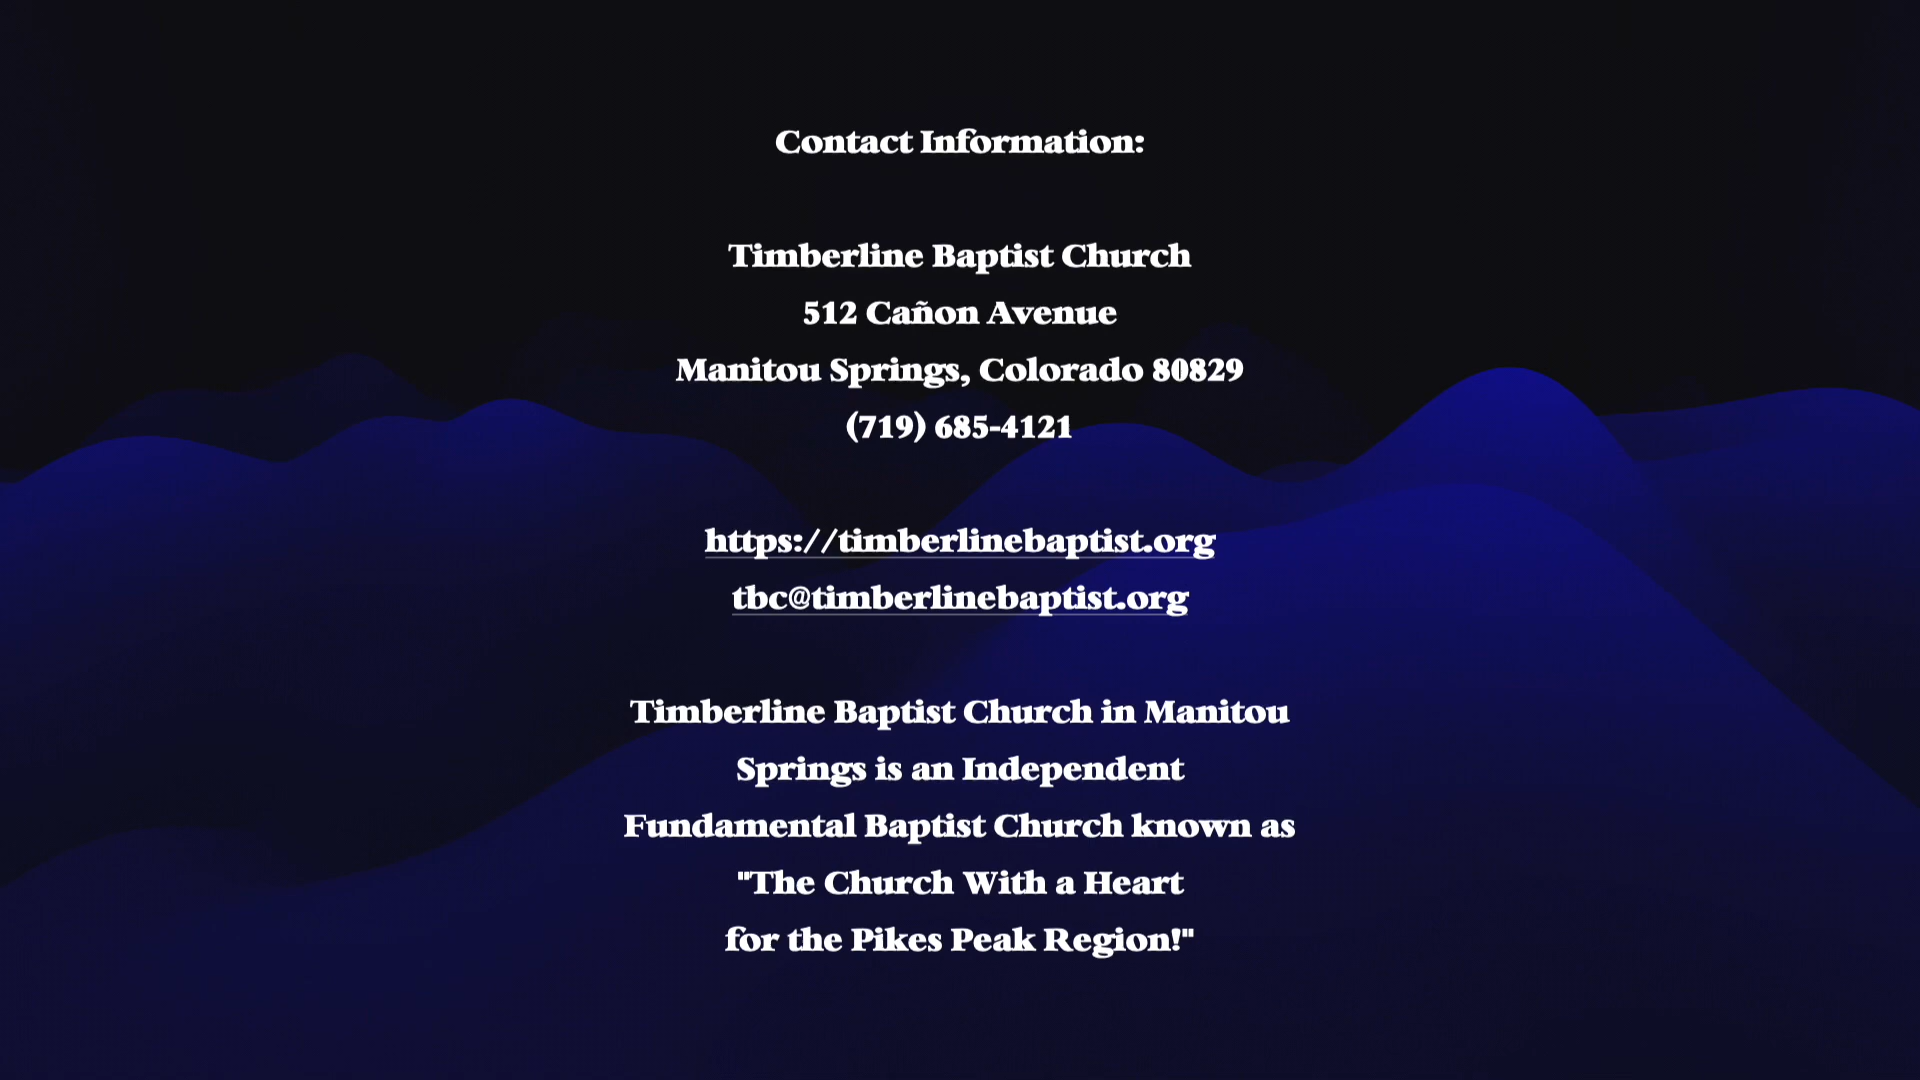 Contact Information:
Timberline Baptist Church
512 Cañon Avenue
Manitou Springs, Colorado 80829
(719) 685-4121
https://timberlinebaptist.org
tbc@timberlinebaptist.org
Timberline Baptist Church in Manitou
Springs is an Independent
Fundamental Baptist Church known as
"The Church With a Heart
for the Pikes Peak Region!"